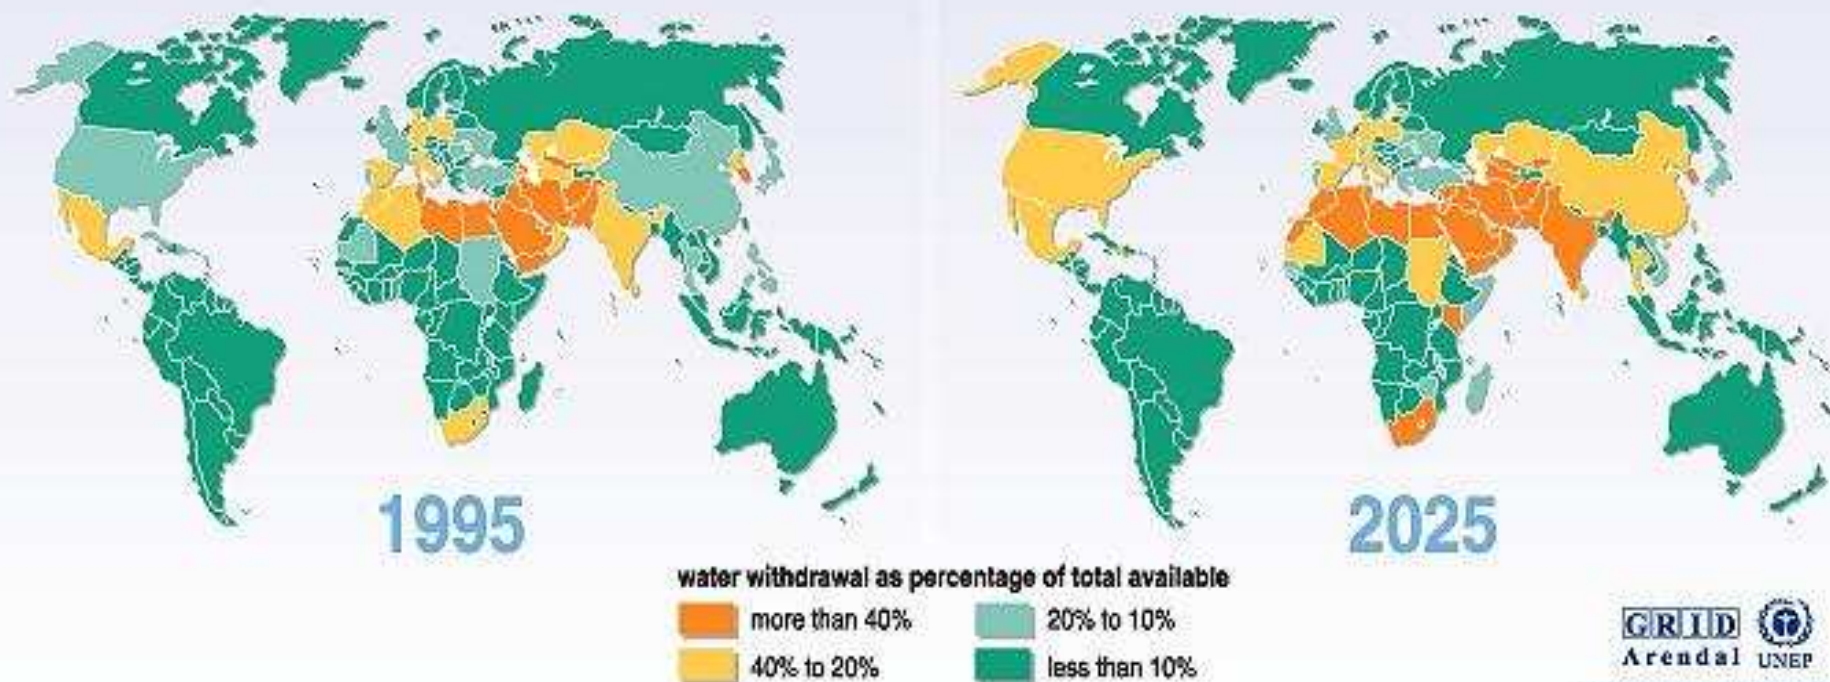 1995
2025
water withdrawal as percentage of total available
more than 40%
20% to 10%
40% to 20%
less than 10%
GRID
Arendal
UNEP